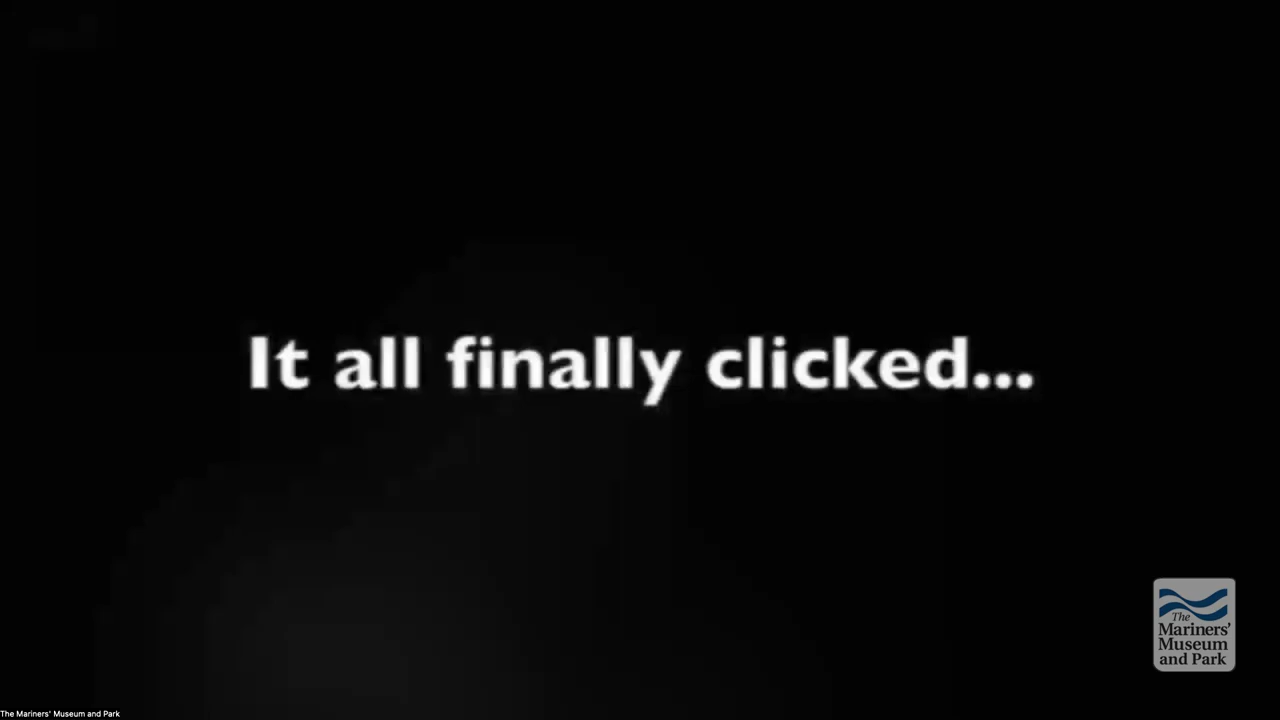 It all finally clicked...
The
Mariners'
Museum
and Park
The Mariners' Museum and Park